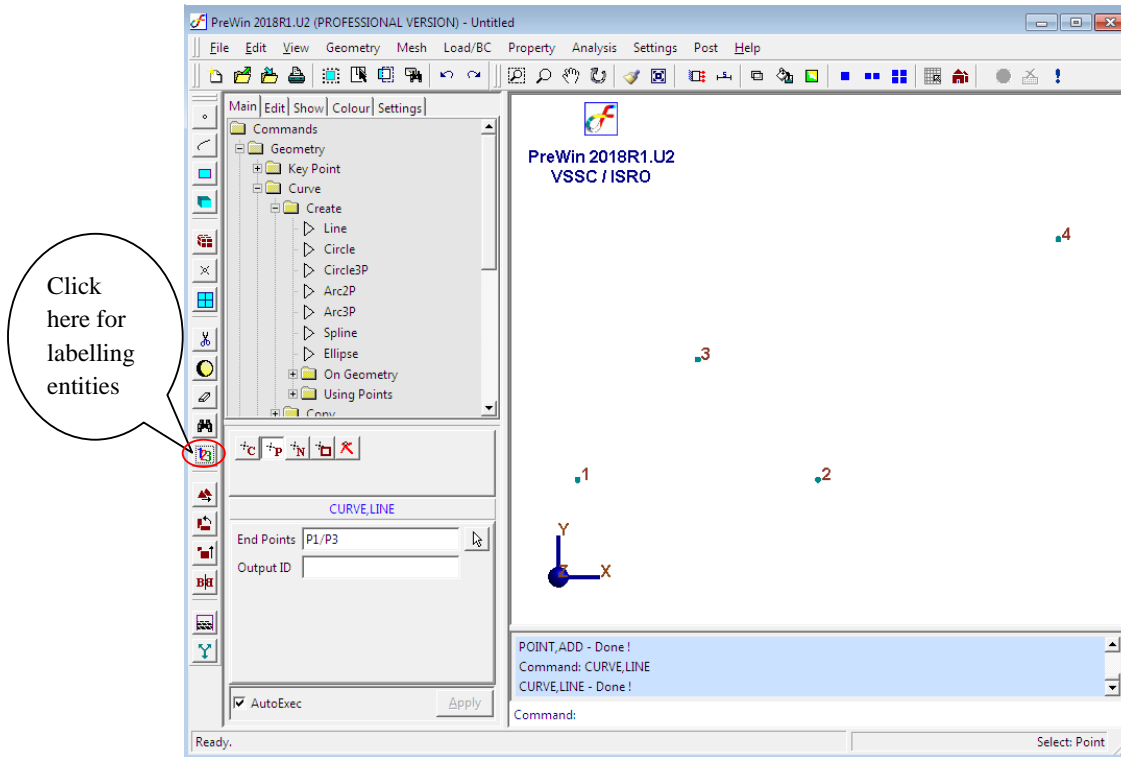 PreWin 2018R1.U2 (PROFESSIONAL VERSION) - Untitled
File Edit View Geometry Mesh Load/BC Property Analysis Settings Post Help
Main Edit Show Colour Settings
Commands
Geometry
Key Point
Curve
Create
Line
Circle
Circle3P
Arc2P
Arc3P
Spline
Ellipse
On Geometry
Using Points
Copy
Click
here for
labelling
entities
123
B B
C P N
CURVE,LINE
End Points P1/P3
Output ID
AutoExec Apply
PreWin 2018R1.U2
VSSC / ISRO
4
3
1
2
Y
Z X
POINT,ADD - Done !
Command: CURVE,LINE
CURVE,LINE - Done !
Command:
Ready. Select: Point